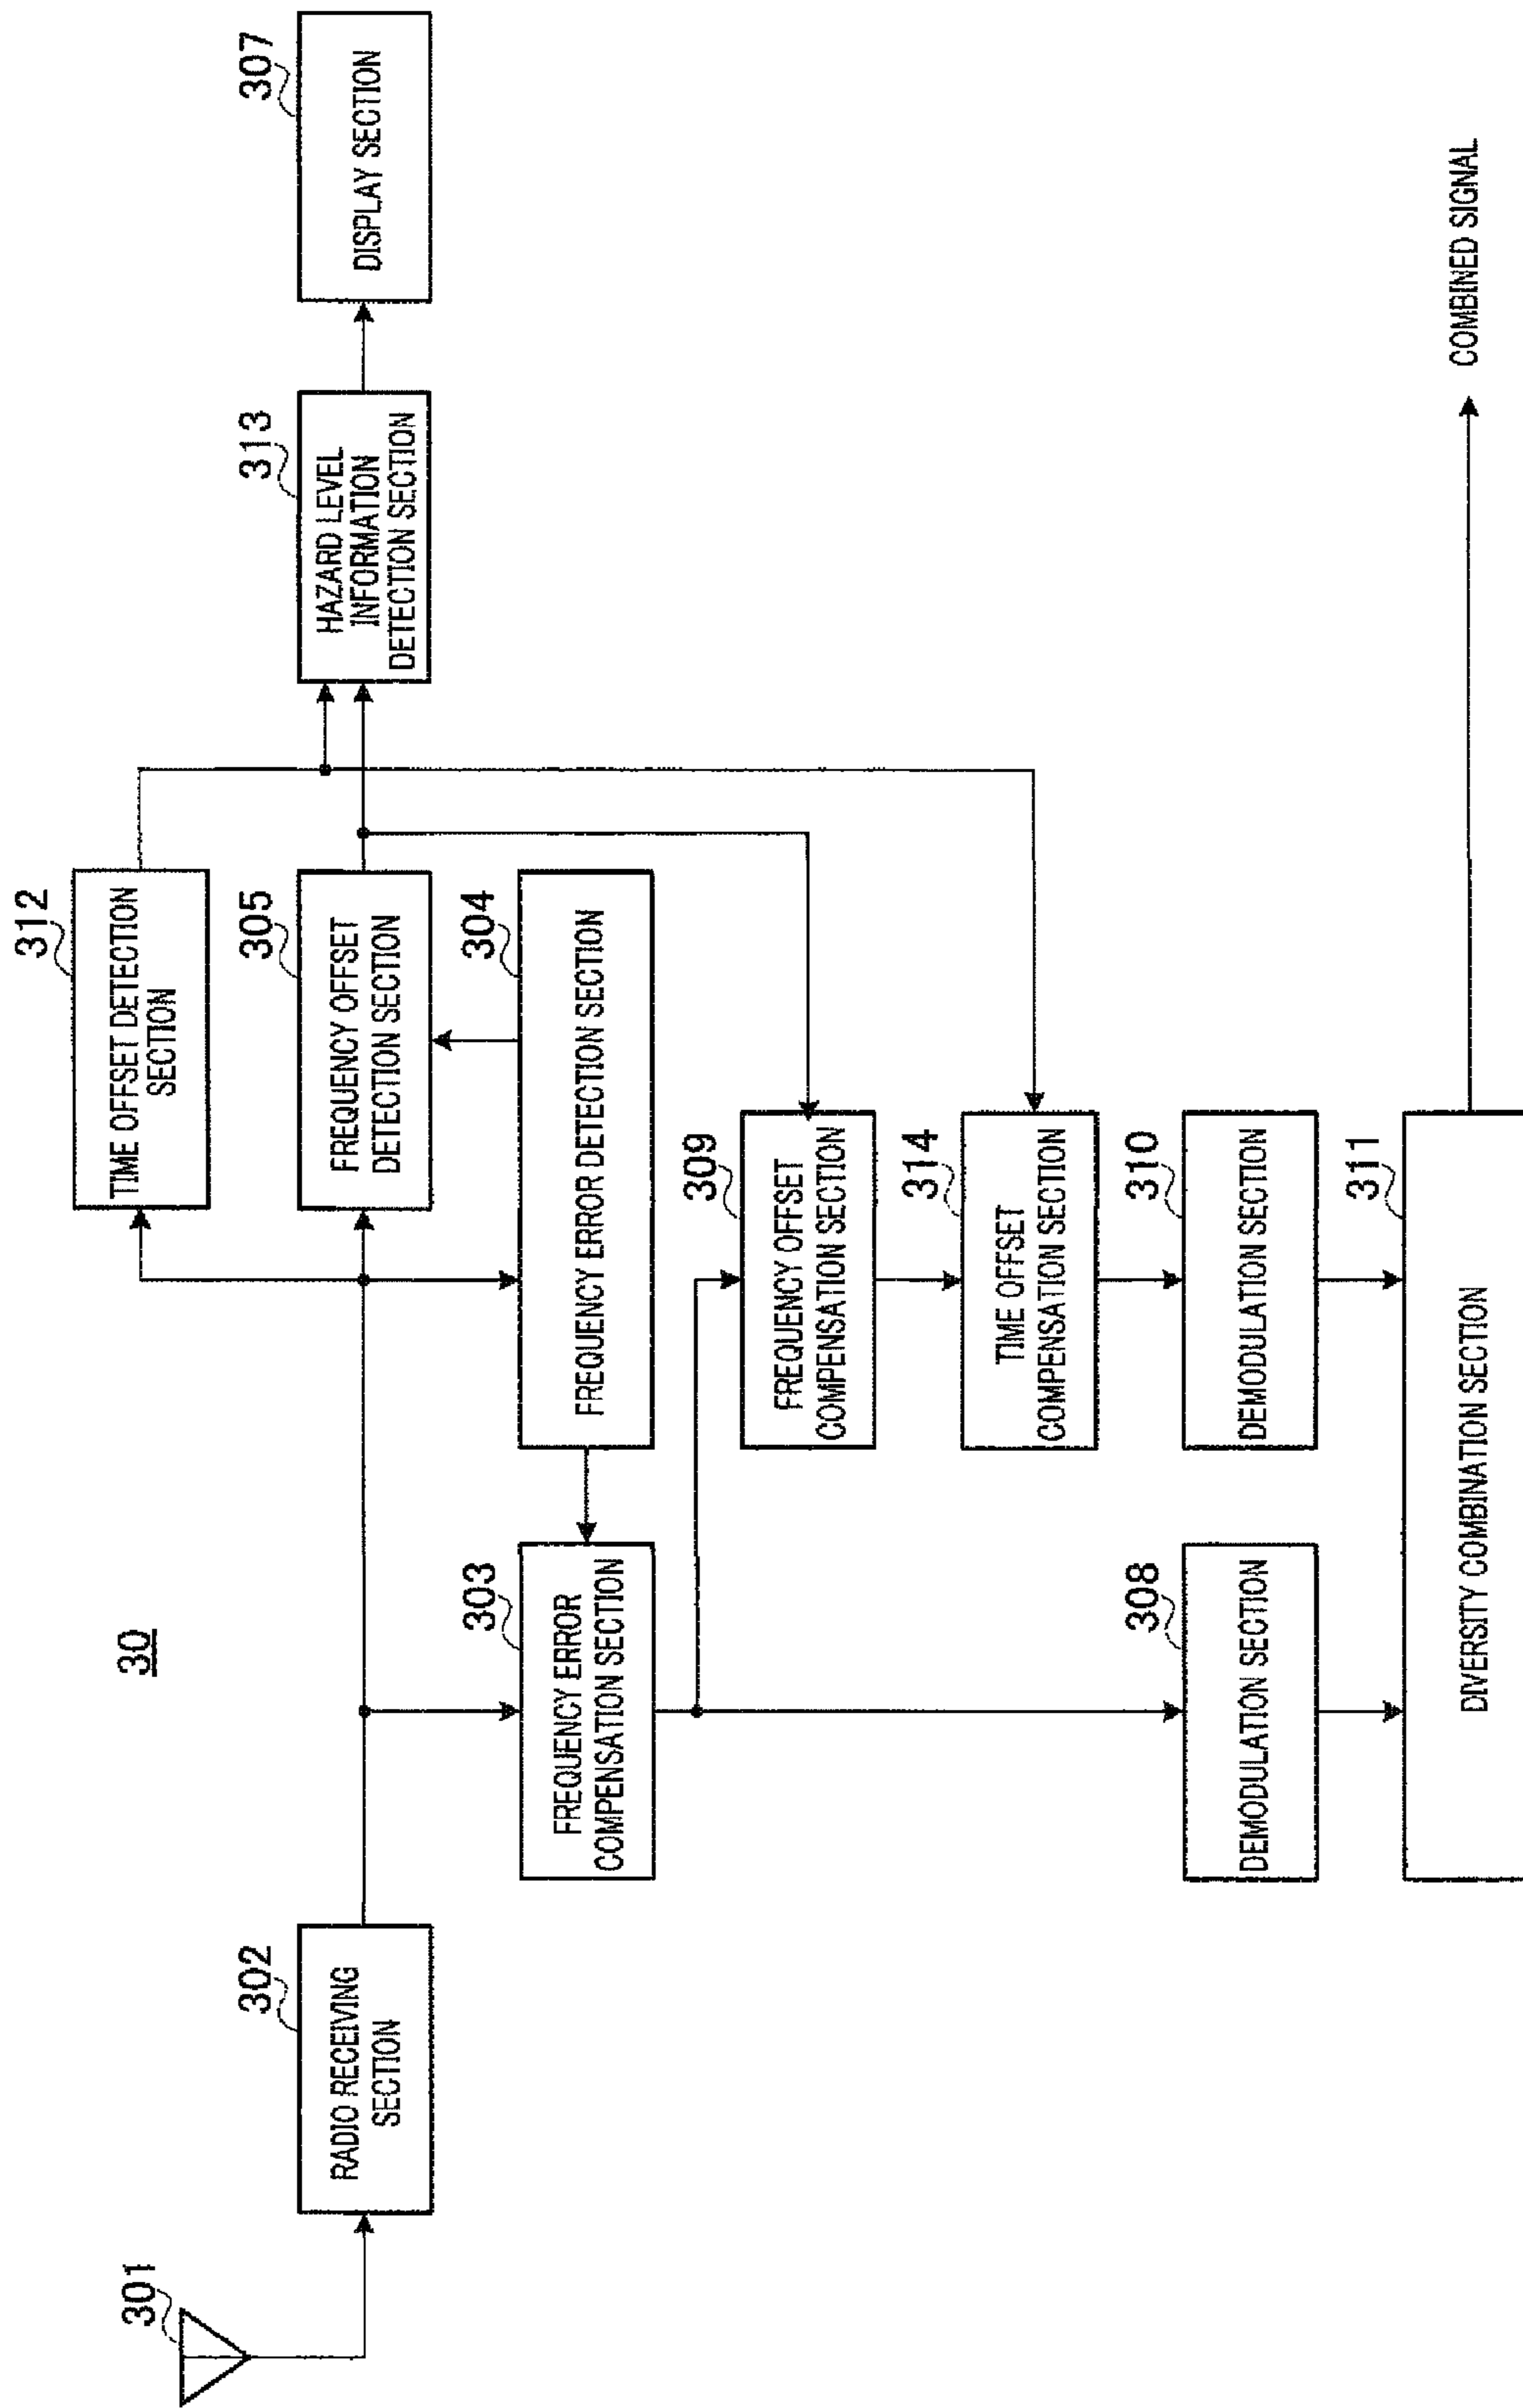 30
301
302
RADIO RECEIVING
SECTION
312
TIME OFFSET DETECTION
SECTION
305
FREQUENCY OFFSET
DETECTION SECTION
304
FREQUENCY ERROR DETECTION SECTION
313
HAZARD LEVEL
INFORMATION
DETECTION SECTION
307
DISPLAY SECTION
303
FREQUENCY ERROR
COMPENSATION SECTION
309
FREQUENCY OFFSET
COMPENSATION SECTION
314
TIME OFFSET
COMPENSATION SECTION
308
DEMODULATION SECTION
310
DEMODULATION SECTION
311
DIVERSITY COMBINATION SECTION
COMBINED SIGNAL